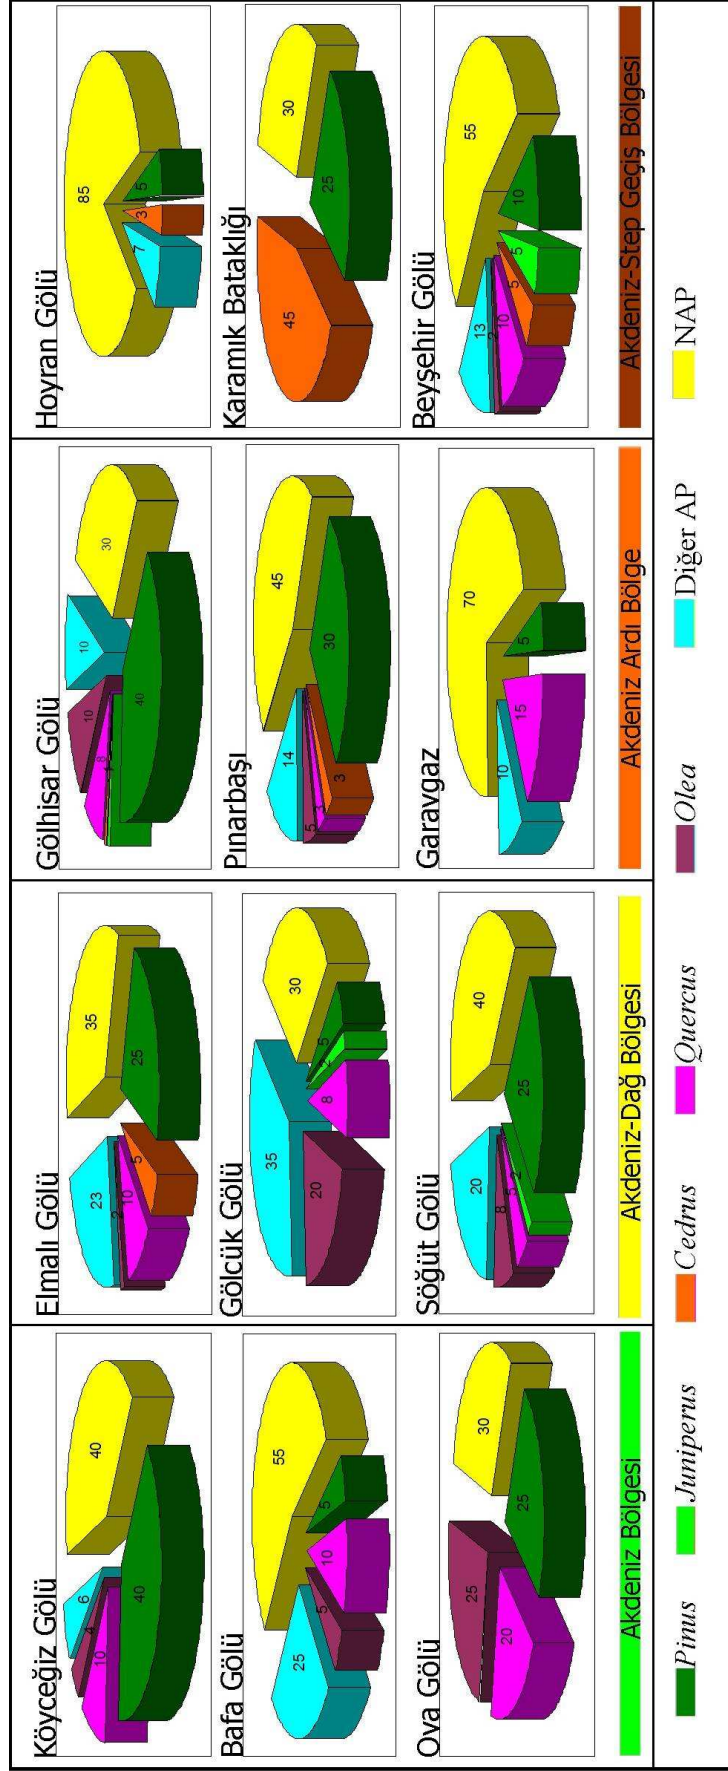 Köyceğiz Gölü
40
6
4
10
40
Elmalı Gölü
35
23
2
10
5
25
Gölhisar Gölü
30
10
10
8
1
40
Hoyran Gölü
85
7
3
5
Bafa Gölü
55
25
5
10
5
Gölcük Gölü
30
35
20
8
2
5
Pınarbaşı
45
14
5
3
3
30
Karamık Bataklığı
30
45
25
Ova Gölü
30
25
20
25
Söğüt Gölü
40
20
8
5
2
25
Garavgaz
70
10
15
5
Beyşehir Gölü
55
13
2
10
5
5
10
Akdeniz Bölgesi
Akdeniz-Dağ Bölgesi
Akdeniz Ardı Bölge
Akdeniz-Step Geçiş Bölgesi
Pinus
Juniperus
Cedrus
Quercus
Olea
Diğer AP
NAP